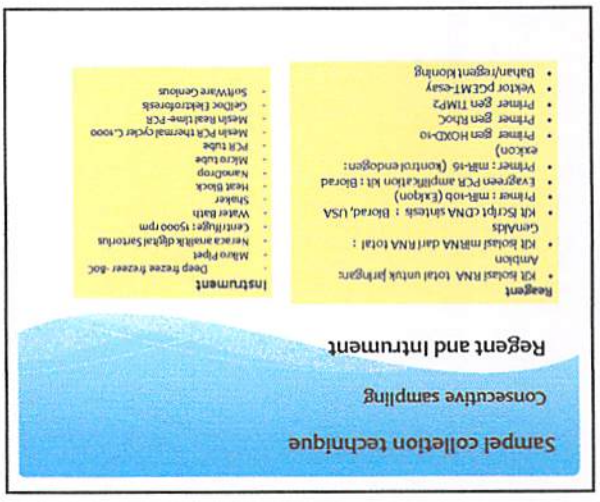 Sampel colletion technique
Consecutive sampling
Regent and Intrument
Reagent
• Kit isolasi RNA total untuk jaringan:
Ambion
• Kit isolasi miRNA dari RNA total :
GenAids
• Kit iScript cDNA sintesis : Biorad, USA
• Primer : miR-10b (Exiqon)
• Evagreen PCR amplification kit : Biorad
• Primer : miR-16 (kontrol endogen:
exicon)
• Primer gen HOXD-10
• Primer gen RhoC
• Primer gen TIMP2
• Vektor pGEMT-esay
• Bahan/regent kloning
Instrument
- Deep frezee frezeer -80C
- Mikro Pipet
- Neraca analitik digital Sartorius
- Centrifuge : 15000 rpm
- Water Bath
- Shaker
- Heat Block
- NanoDrop
- Micro tube
- PCR tube
- Mesin PCR thermal cycler C.1000
- Mesin Real time-PCR
- GelDoc Elektroforesis
- SoftWare Genious